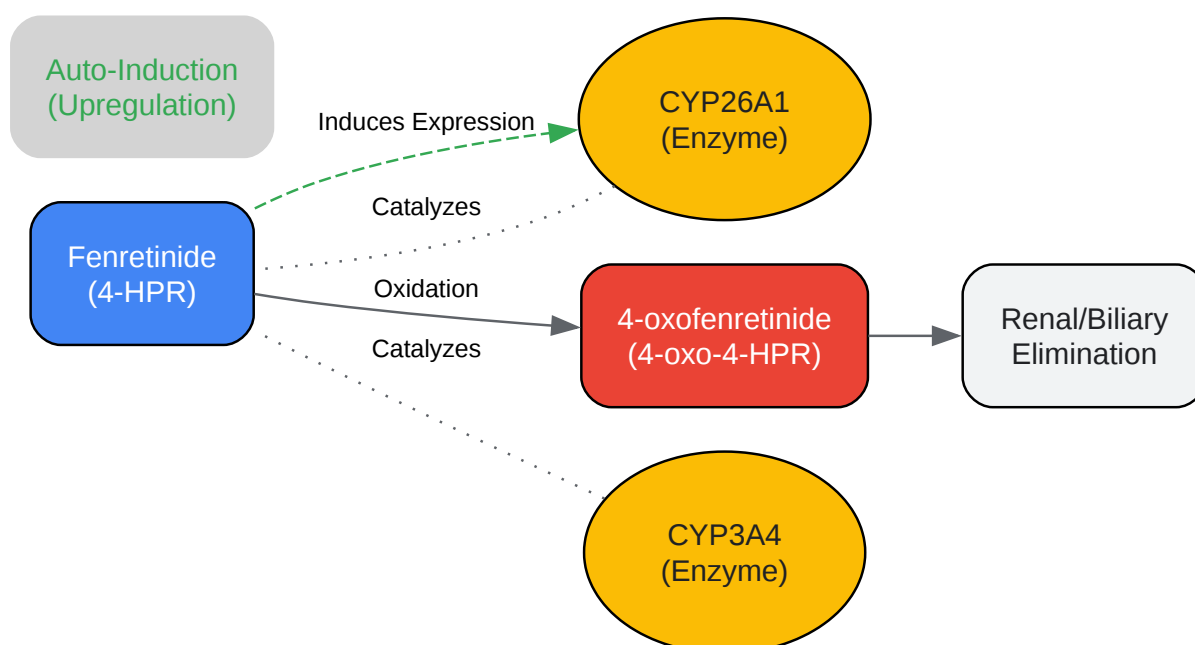 Auto-Induction
(Upregulation)
Induces Expression
CYP26A1
(Enzyme)
Catalyzes
Fenretinide
(4-HPR)
Oxidation
4-oxofenretinide
(4-oxo-4-HPR)
Renal/Biliary
Elimination
Catalyzes
CYP3A4
(Enzyme)